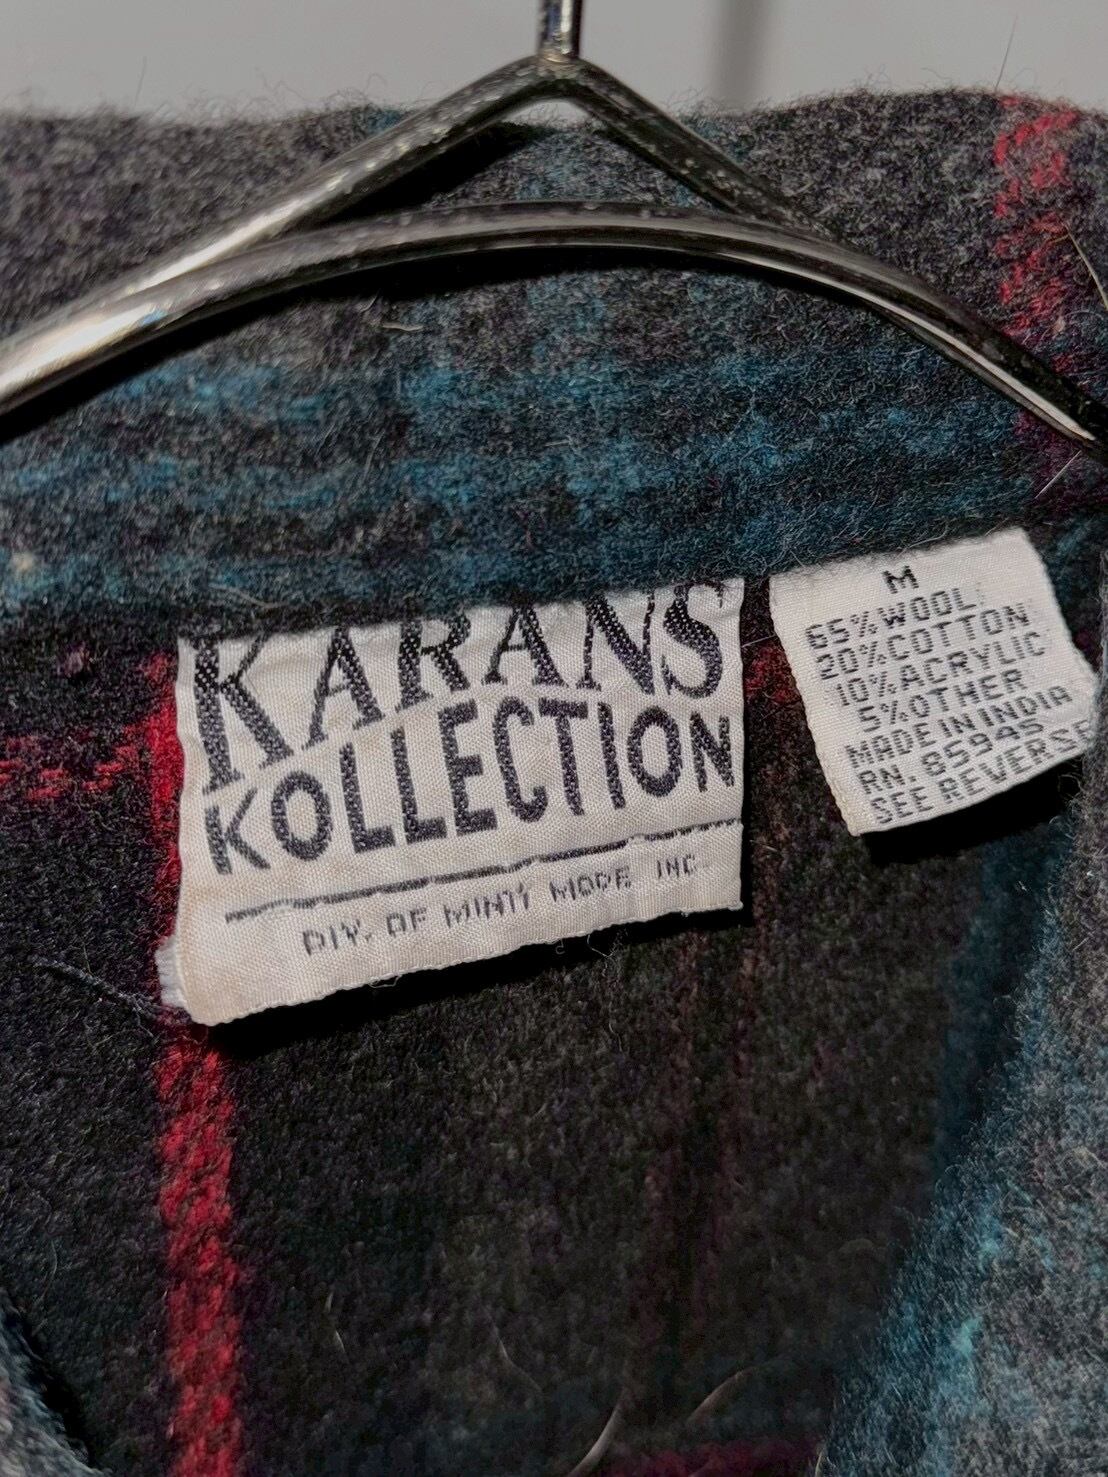 KARANS
KOLLECTION
DIV. OF MINTY MODE INC.
M
65% WOOL
20% COTTON
10% ACRYLIC
5% OTHER
MADE IN INDIA
RN. 85945
SEE REVERSE